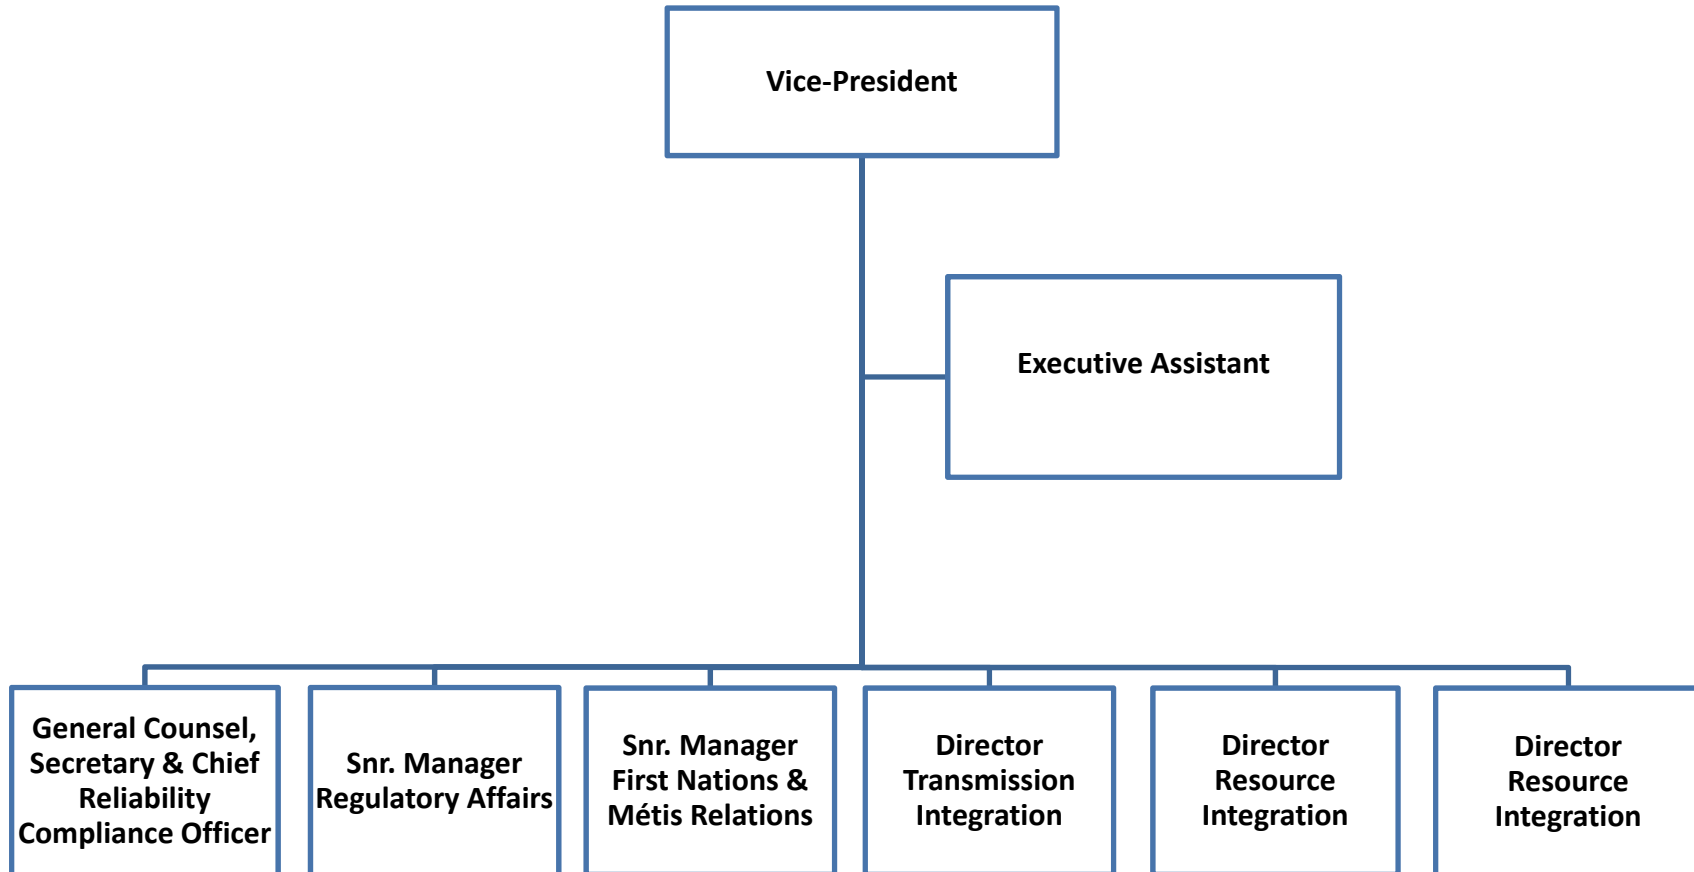 Vice-President
Executive Assistant
General Counsel,
Secretary & Chief
Reliability
Compliance Officer
Snr. Manager
Regulatory Affairs
Snr. Manager
First Nations &
Métis Relations
Director
Transmission
Integration
Director
Resource
Integration
Director
Resource
Integration